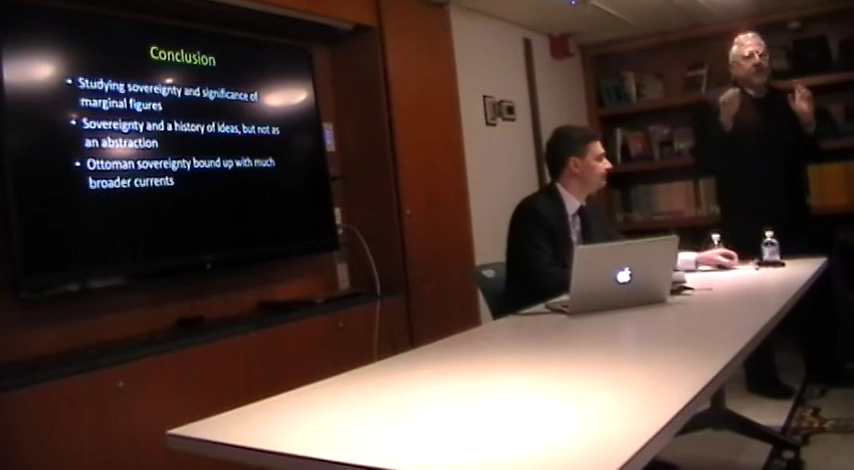 Conclusion
• Studying sovereignty and significance of
marginal figures
• Sovereignty and a history of ideas, but not as
an abstraction
• Ottoman sovereignty bound up with much
broader currents